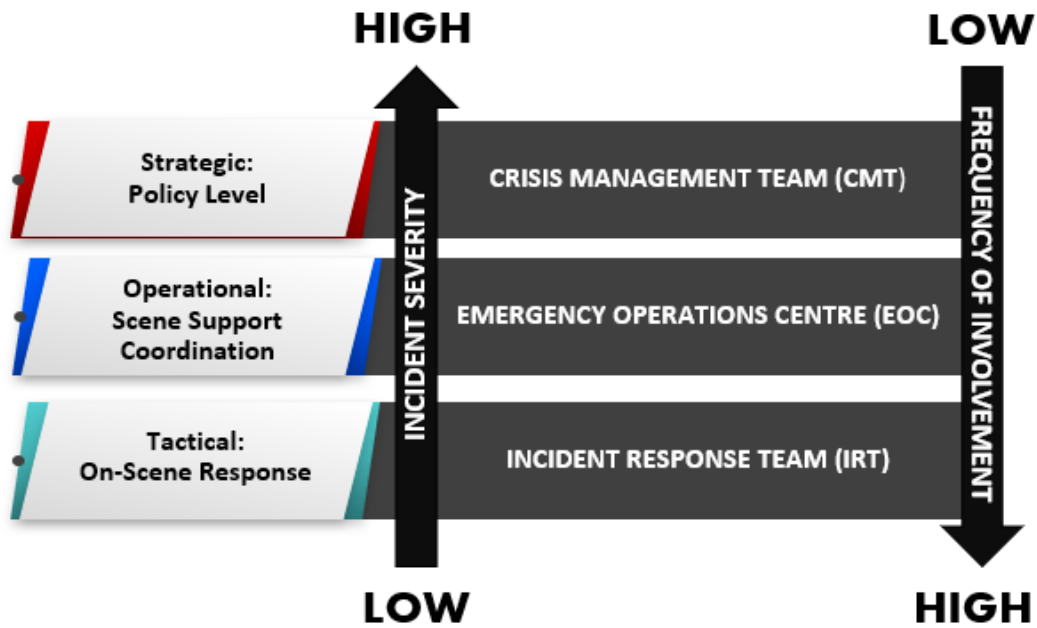 HIGH
LOW
Strategic:
Policy Level
CRISIS MANAGEMENT TEAM (CMT)
Operational:
Scene Support
Coordination
EMERGENCY OPERATIONS CENTRE (EOC)
Tactical:
On-Scene Response
INCIDENT RESPONSE TEAM (IRT)
INCIDENT SEVERITY
FREQUENCY OF INVOLVEMENT
LOW
HIGH